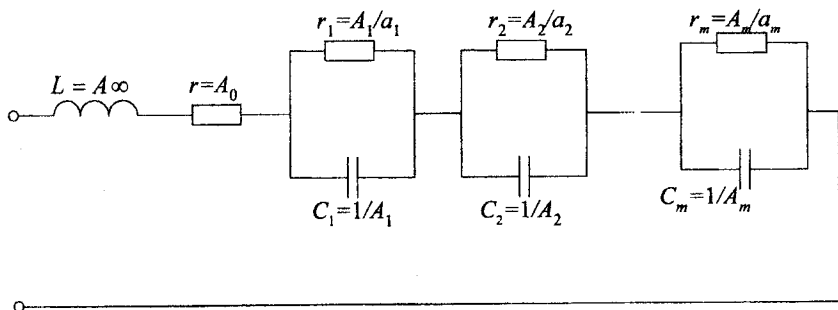 r₁=A₁/a₁ r₂=A₂/a₂ rₘ=Aₘ/aₘ
L = A∞ r=A₀
C₁=1/A₁ C₂=1/A₂ Cₘ=1/Aₘ